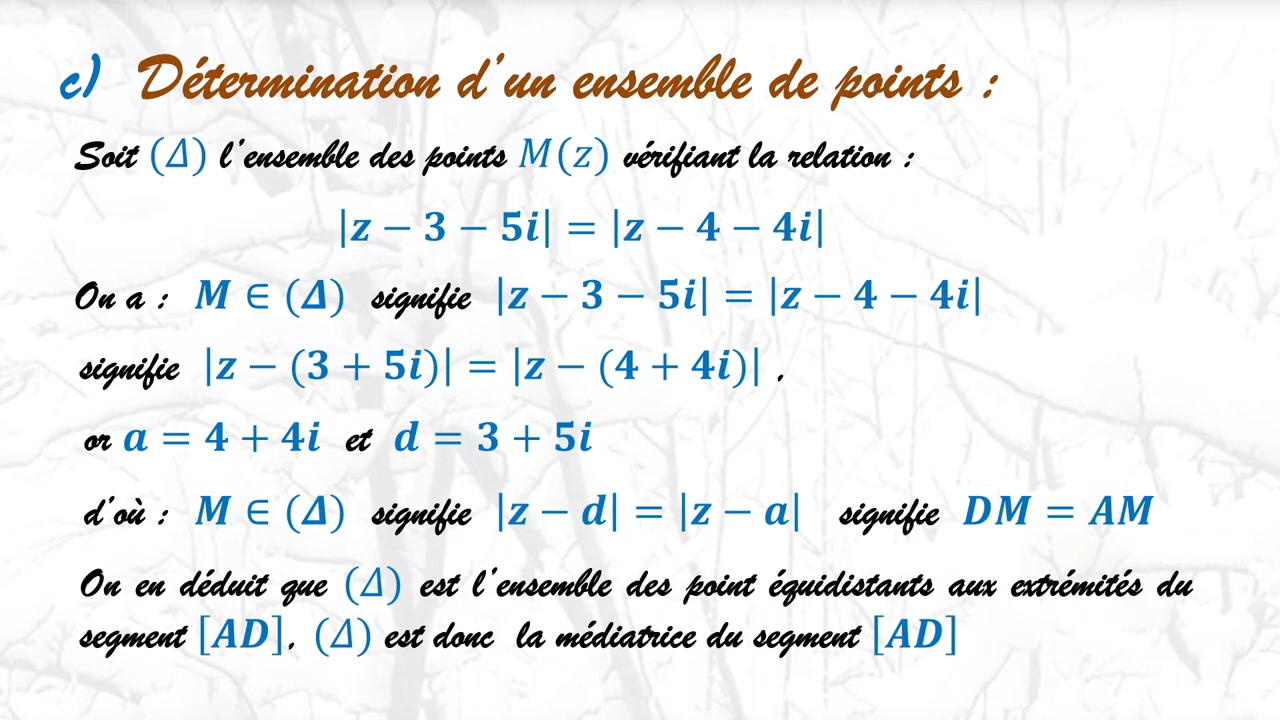 c) Détermination d'un ensemble de points :
Soit (Δ) l'ensemble des points M(z) vérifiant la relation :
|z − 3 − 5i| = |z − 4 − 4i|
On a : M ∈ (Δ) signifie |z − 3 − 5i| = |z − 4 − 4i|
signifie |z − (3 + 5i)| = |z − (4 + 4i)| ,
or a = 4 + 4i et d = 3 + 5i
d'où : M ∈ (Δ) signifie |z − d| = |z − a| signifie DM = AM
On en déduit que (Δ) est l'ensemble des point équidistants aux extrémités du
segment [AD], (Δ) est donc la médiatrice du segment [AD]